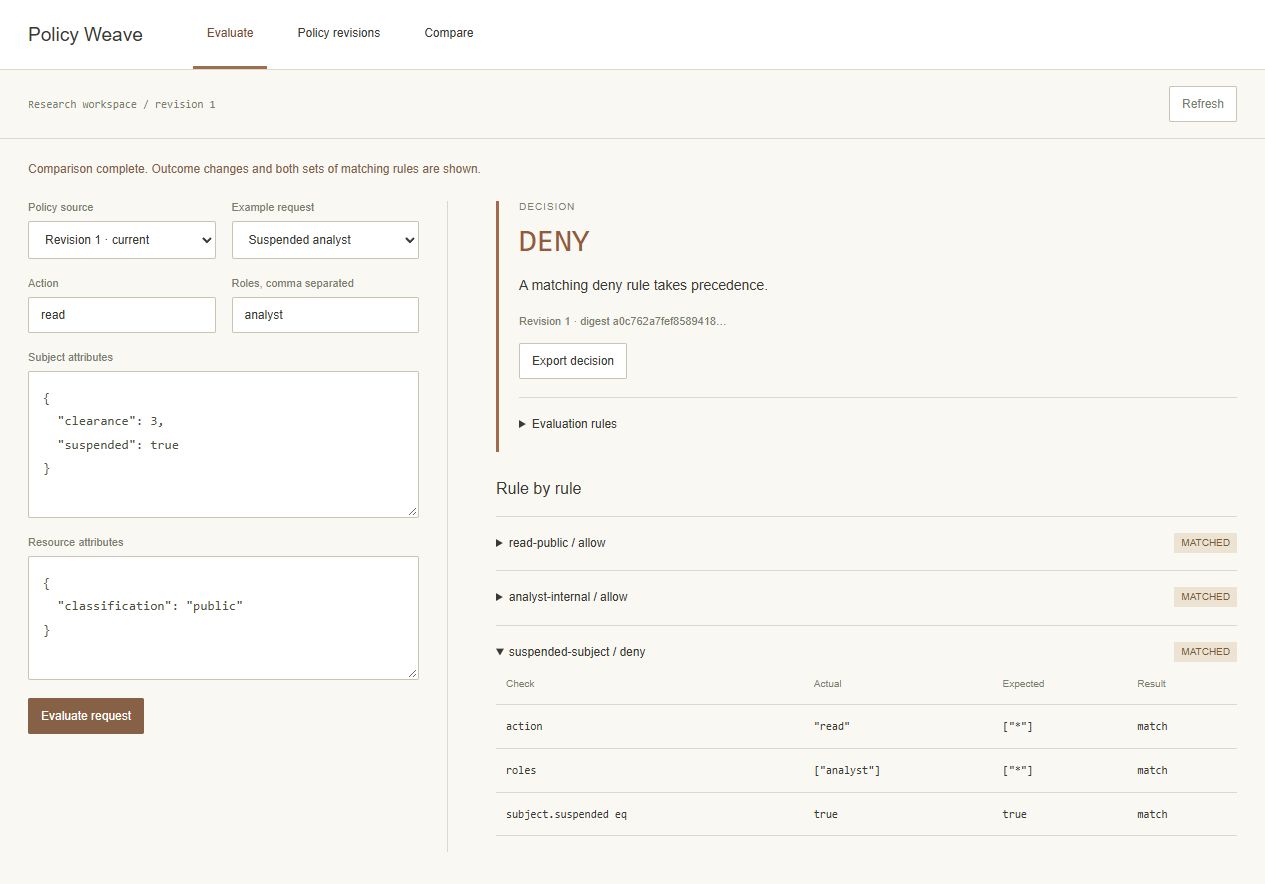 Policy Weave
Evaluate
Policy revisions
Compare
Research workspace / revision 1
Refresh
Comparison complete. Outcome changes and both sets of matching rules are shown.
Policy source
Example request
Revision 1 · current
Suspended analyst
Action
Roles, comma separated
read
analyst
Subject attributes
{
"clearance": 3,
"suspended": true
}
Resource attributes
{
"classification": "public"
}
Evaluate request
DECISION
DENY
A matching deny rule takes precedence.
Revision 1 · digest a0c762a7fef8589418…
Export decision
Evaluation rules
Rule by rule
read-public / allow MATCHED
analyst-internal / allow MATCHED
suspended-subject / deny MATCHED
Check Actual Expected Result
action "read" ["*"] match
roles ["analyst"] ["*"] match
subject.suspended eq true true match